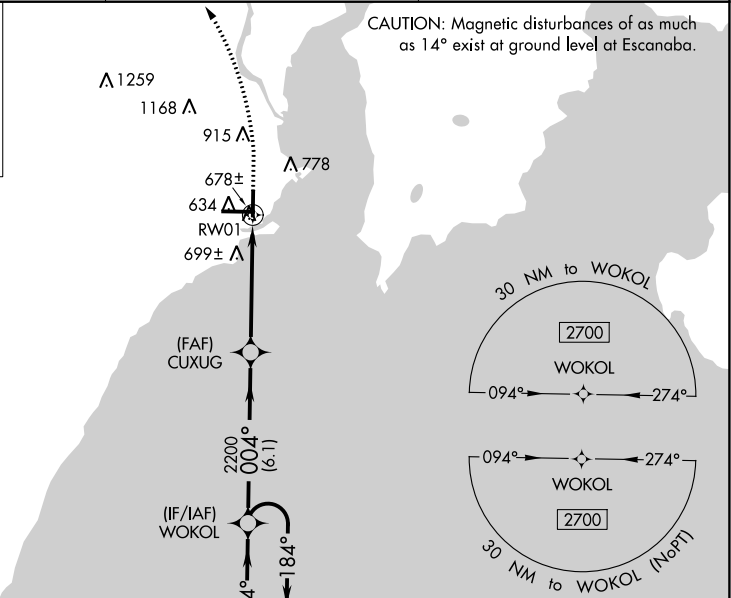 CAUTION: Magnetic disturbances of as much
as 14° exist at ground level at Escanaba.
1259
1168
915
778
678±
634
RW01
699±
(FAF)
CUXUG
2200
004°
(6.1)
(IF/IAF)
WOKOL
184°
4°
30 NM to WOKOL
2700
WOKOL
094°
274°
094°
274°
WOKOL
2700
30 NM to WOKOL (NoPT)